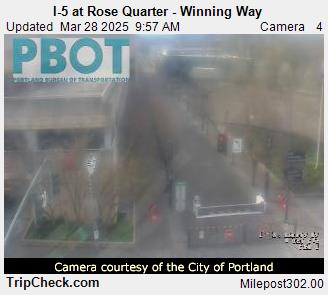 I-5 at Rose Quarter - Winning Way
Updated Mar 28 2025 9:57 AM Camera 4
PBOT
PORTLAND BUREAU OF TRANSPORTATION
Camera courtesy of the City of Portland
TripCheck.com Milepost302.00